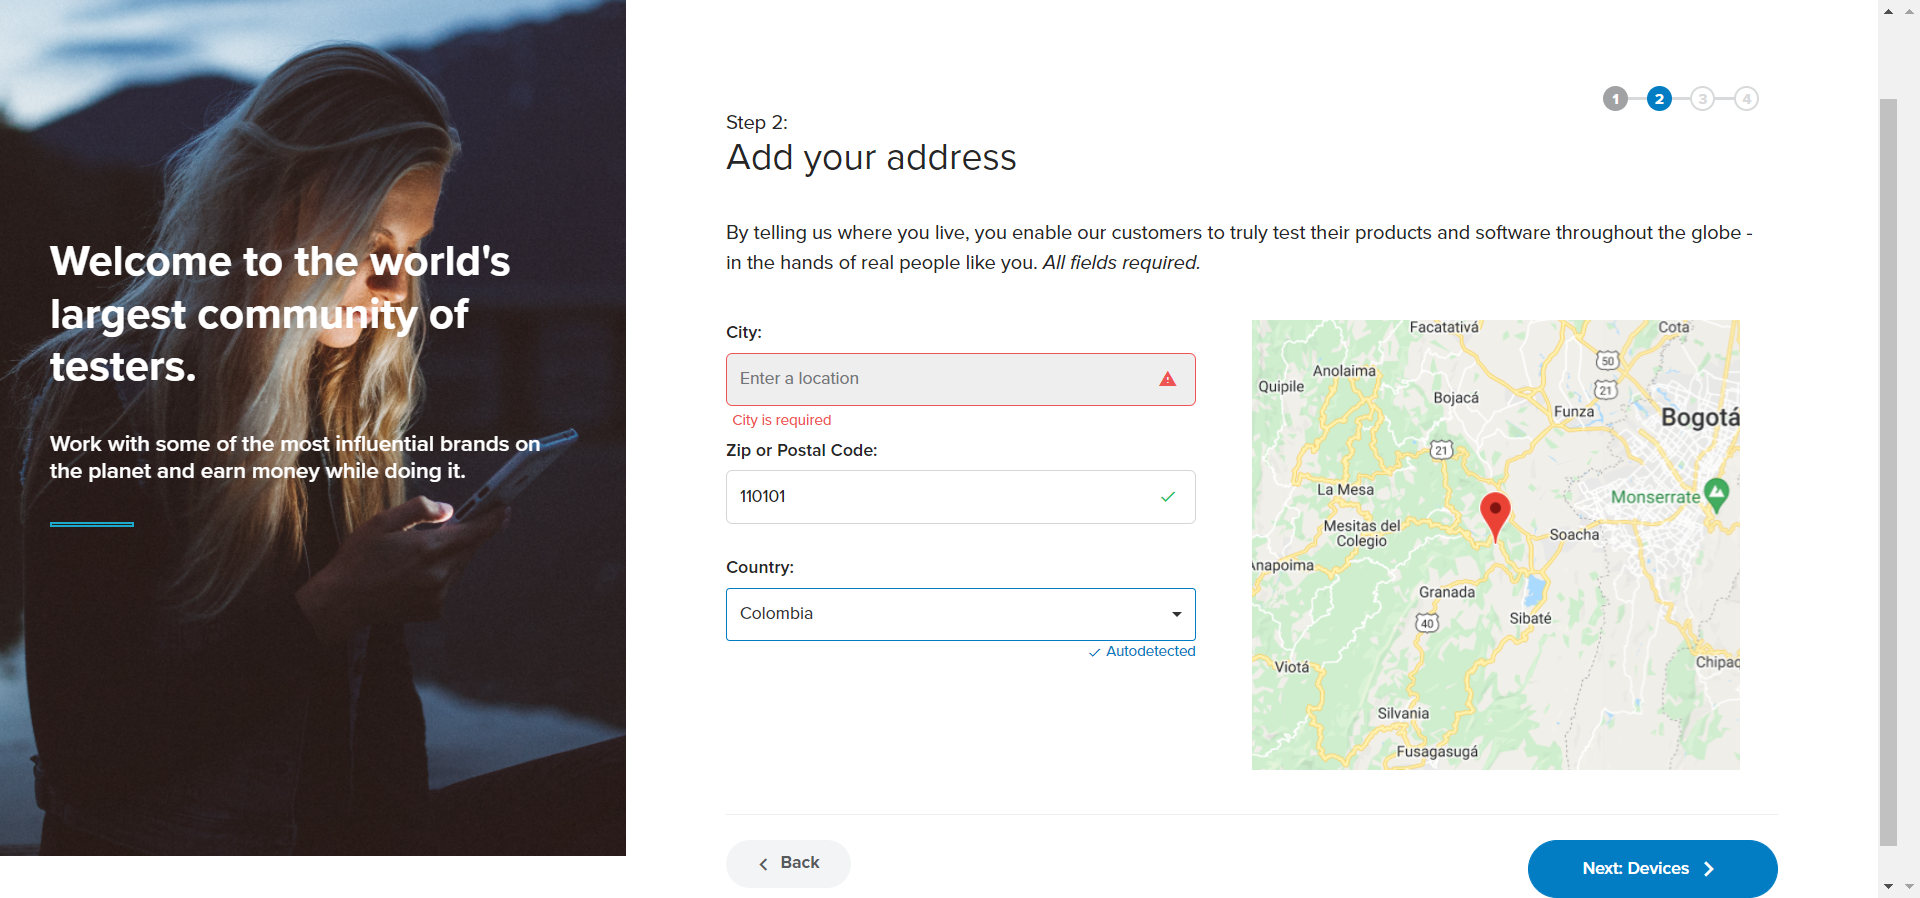 Welcome to the world's
largest community of
testers.
Work with some of the most influential brands on
the planet and earn money while doing it.
1 2 3 4
Step 2:
Add your address
By telling us where you live, you enable our customers to truly test their products and software throughout the globe -
in the hands of real people like you. All fields required.
City:
Enter a location
City is required
Zip or Postal Code:
110101
Country:
Colombia
Autodetected
Facatativá
Cota
50
Anolaima
21
Quipile
Bojacá
Funza
Bogotá
21
La Mesa
Monserrate
Mesitas del
Colegio
Soacha
Anapoima
Granada
Sibaté
40
Viotá
Chipac
Silvania
Fusagasugá
Back
Next: Devices